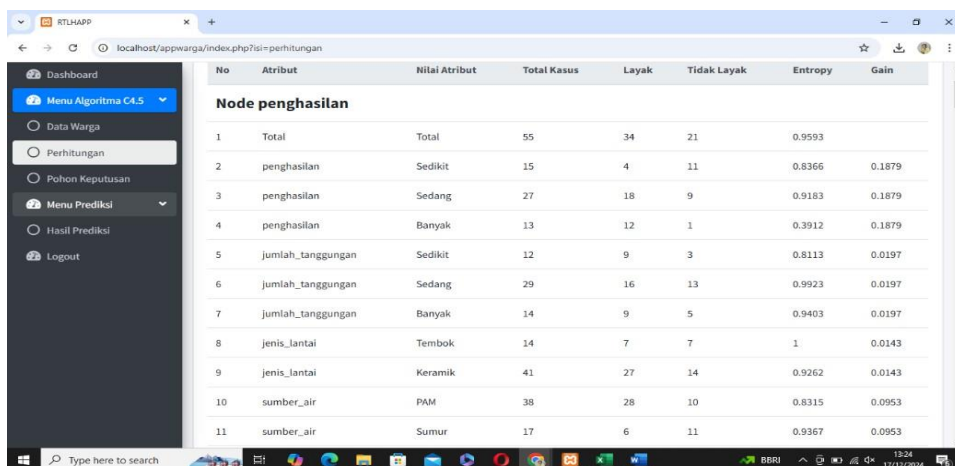 RTLHAPP
localhost/appwarga/index.php?isi=perhitungan
Dashboard
Menu Algoritma C4.5
Data Warga
Perhitungan
Pohon Keputusan
Menu Prediksi
Hasil Prediksi
Logout
No Atribut Nilai Atribut Total Kasus Layak Tidak Layak Entropy Gain
Node penghasilan
1 Total Total 55 34 21 0.9593
2 penghasilan Sedikit 15 4 11 0.8366 0.1879
3 penghasilan Sedang 27 18 9 0.9183 0.1879
4 penghasilan Banyak 13 12 1 0.3912 0.1879
5 jumlah_tanggungan Sedikit 12 9 3 0.8113 0.0197
6 jumlah_tanggungan Sedang 29 16 13 0.9923 0.0197
7 jumlah_tanggungan Banyak 14 9 5 0.9403 0.0197
8 jenis_lantai Tembok 14 7 7 1 0.0143
9 jenis_lantai Keramik 41 27 14 0.9262 0.0143
10 sumber_air PAM 38 28 10 0.8315 0.0953
11 sumber_air Sumur 17 6 11 0.9367 0.0953
Type here to search
BBRI
13:24
17/12/2024